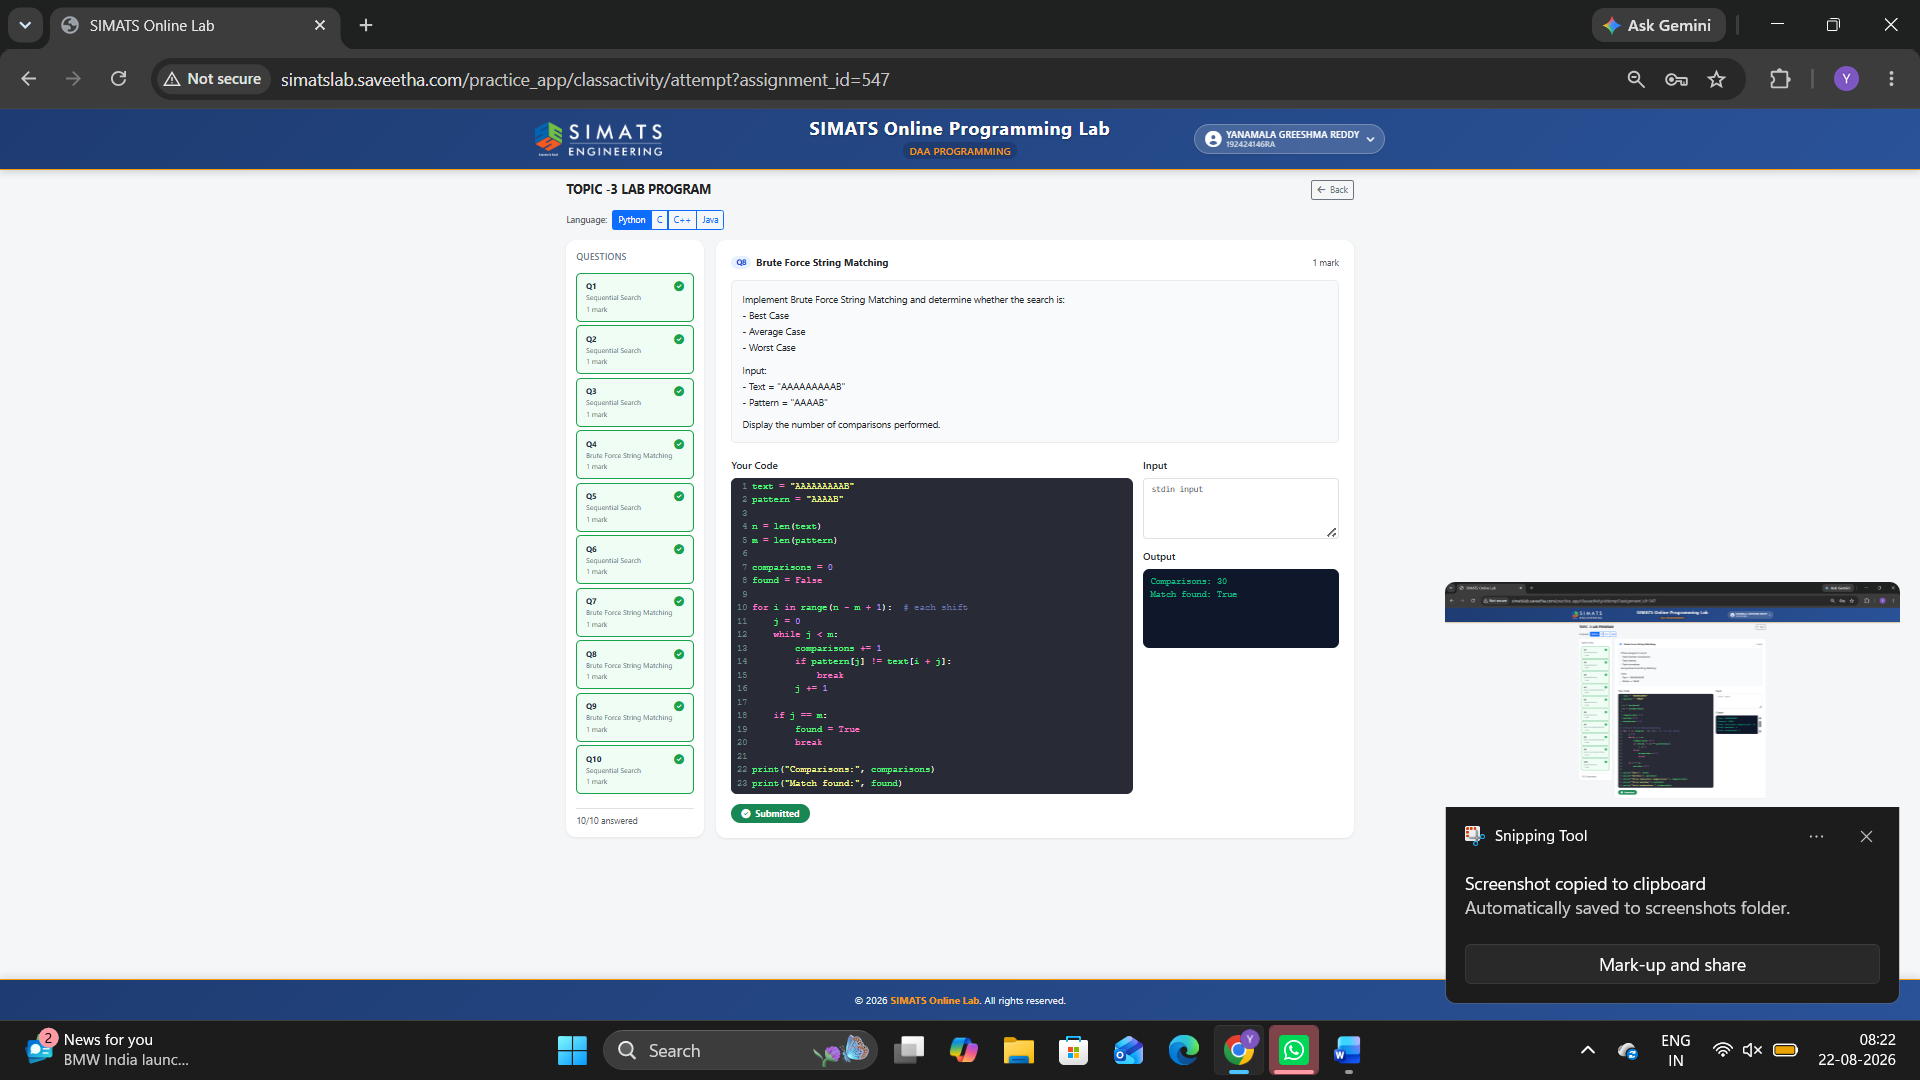 SIMATS Online Lab
Ask Gemini
Not secure
simatslab.saveetha.com/practice_app/classactivity/attempt?assignment_id=547
Y
SIMATS
ENGINEERING
SIMATS Online Programming Lab
DAA PROGRAMMING
YANAMALA GREESHMA REDDY
192424146RA
TOPIC -3 LAB PROGRAM
Back
Language:
Python
C
C++
Java
QUESTIONS
Q1
Sequential Search
1 mark
Q2
Sequential Search
1 mark
Q3
Sequential Search
1 mark
Q4
Brute Force String Matching
1 mark
Q5
Sequential Search
1 mark
Q6
Sequential Search
1 mark
Q7
Brute Force String Matching
1 mark
Q8
Brute Force String Matching
1 mark
Q9
Brute Force String Matching
1 mark
Q10
Sequential Search
1 mark
10/10 answered
Q8 Brute Force String Matching
1 mark
Implement Brute Force String Matching and determine whether the search is:
- Best Case
- Average Case
- Worst Case
Input:
- Text = "AAAAAAAAAB"
- Pattern = "AAAAB"
Display the number of comparisons performed.
Your Code
1 text = "AAAAAAAAAB"
2 pattern = "AAAAB"
3
4 n = len(text)
5 m = len(pattern)
6
7 comparisons = 0
8 found = False
9
10 for i in range(n - m + 1):  # each shift
11     j = 0
12     while j < m:
13         comparisons += 1
14         if pattern[j] != text[i + j]:
15             break
16         j += 1
17
18     if j == m:
19         found = True
20         break
21
22 print("Comparisons:", comparisons)
23 print("Match found:", found)
Submitted
Input
stdin input
Output
Comparisons: 30
Match found: True
Snipping Tool
Screenshot copied to clipboard
Automatically saved to screenshots folder.
Mark-up and share
© 2026 SIMATS Online Lab. All rights reserved.
2
News for you
BMW India launc...
Search
Y
ENG
IN
08:22
22-08-2026